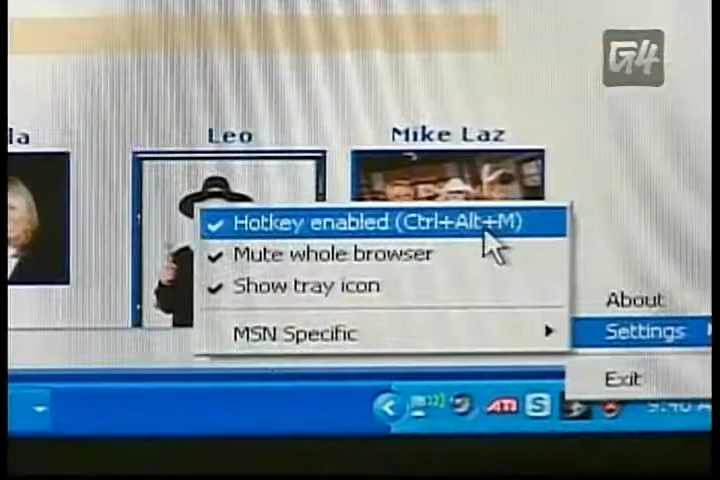 G4
Leo
Mike Laz
Hotkey enabled (Ctrl+Alt+M)
Mute whole browser
Show tray icon
MSN Specific
About
Settings
Exit
ATI
S